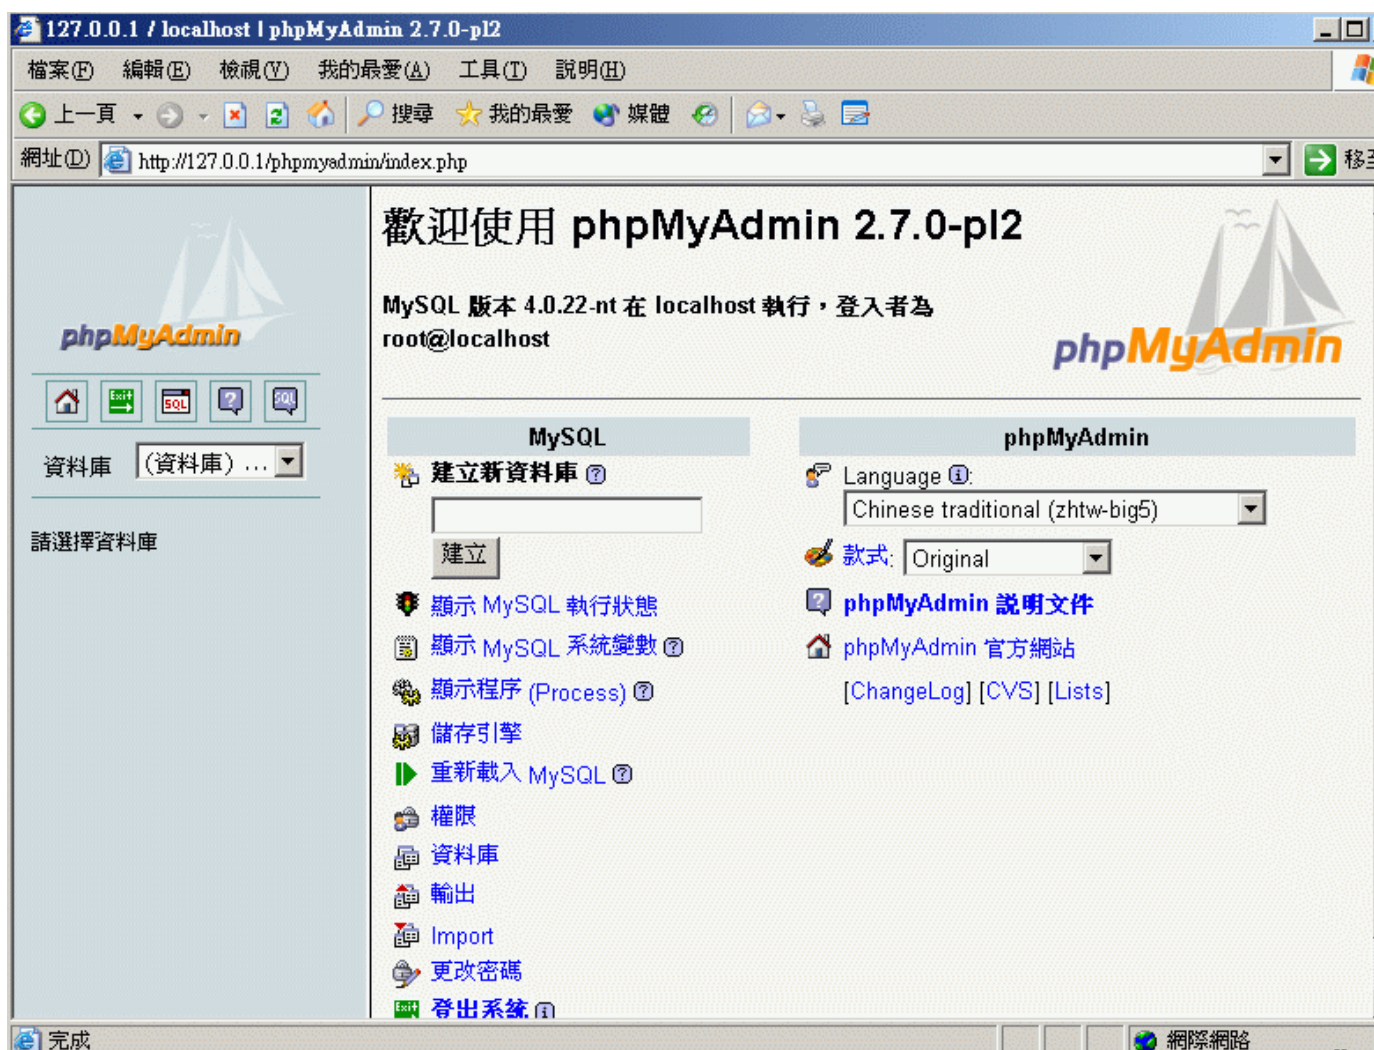 127.0.0.1 / localhost | phpMyAdmin 2.7.0-pl2
檔案(F) 編輯(E) 檢視(V) 我的最愛(A) 工具(T) 說明(H)
上一頁 搜尋 我的最愛 媒體
網址(D) http://127.0.0.1/phpmyadmin/index.php 移至
phpMyAdmin
Exit SQL ? SQL
資料庫 (資料庫) ...
請選擇資料庫
歡迎使用 phpMyAdmin 2.7.0-pl2
MySQL 版本 4.0.22-nt 在 localhost 執行，登入者為
root@localhost
phpMyAdmin
MySQL
建立新資料庫
建立
顯示 MySQL 執行狀態
顯示 MySQL 系統變數
顯示程序 (Process)
儲存引擎
重新載入 MySQL
權限
資料庫
輸出
Import
更改密碼
登出系統
phpMyAdmin
Language :
Chinese traditional (zhtw-big5)
款式: Original
phpMyAdmin 說明文件
phpMyAdmin 官方網站
[ChangeLog] [CVS] [Lists]
完成 網際網路